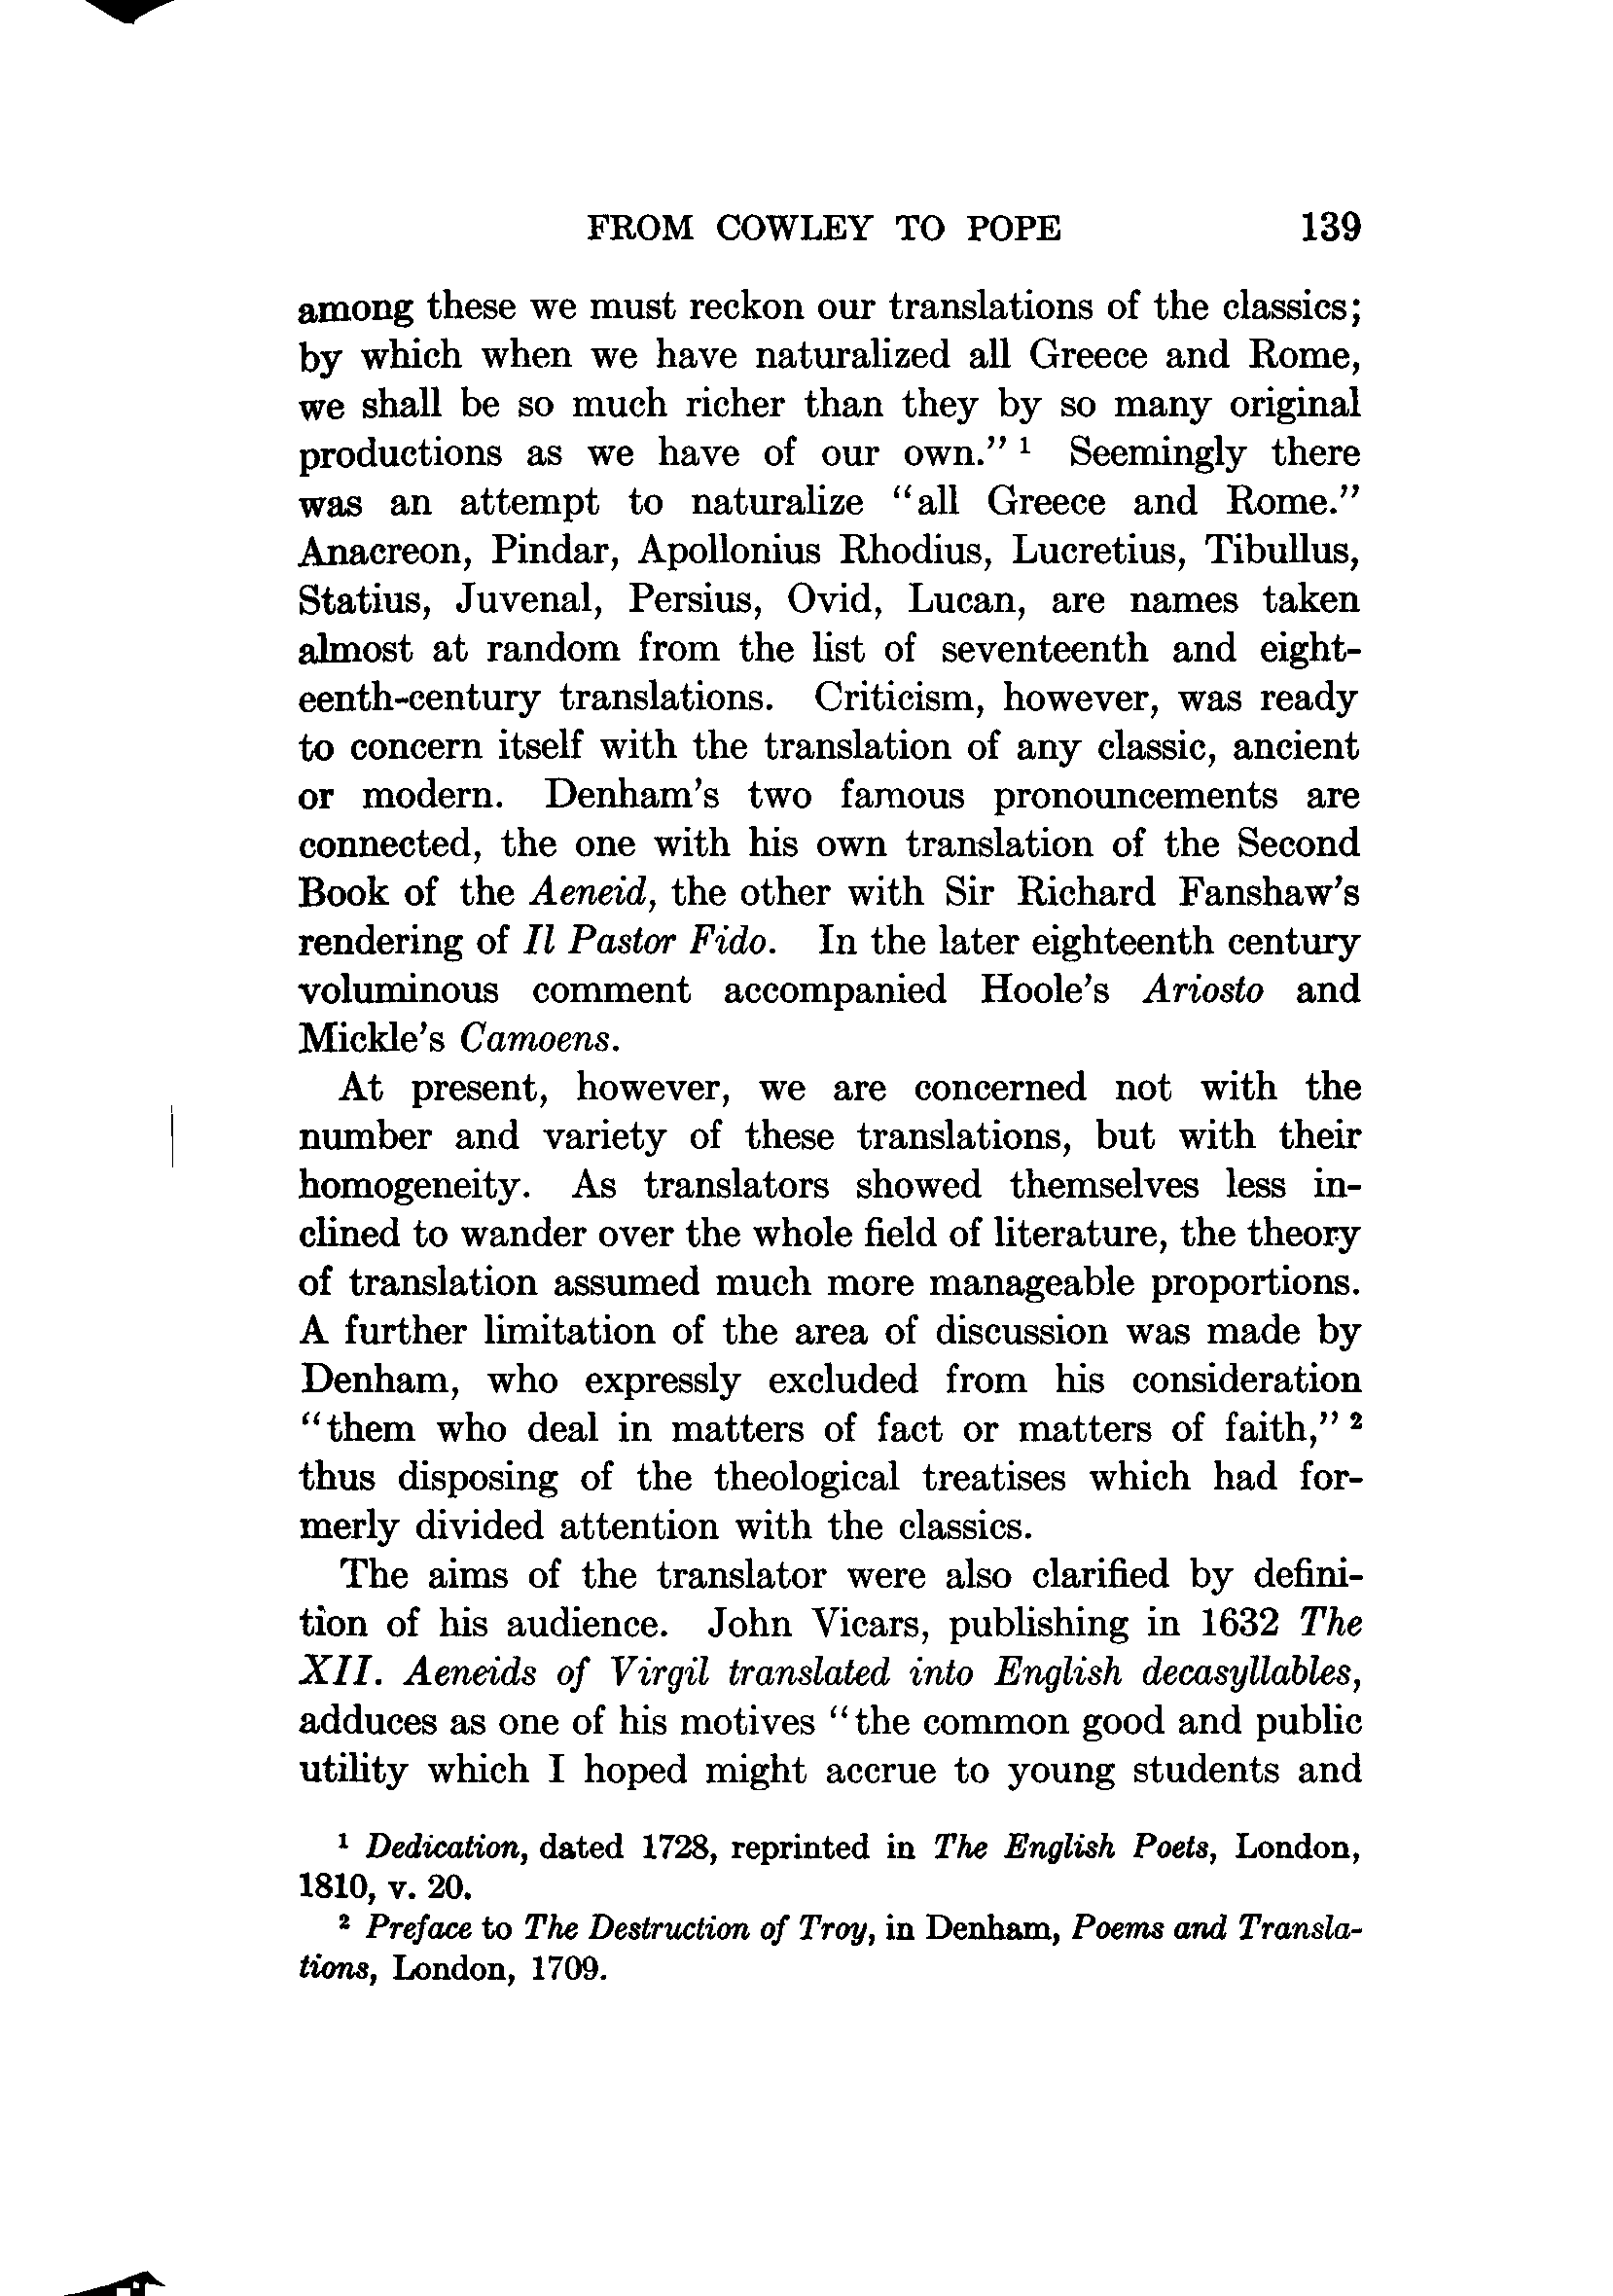 FROM COWLEY TO POPE 139
among these we must reckon our translations of the classics;
by which when we have naturalized all Greece and Rome,
we shall be so much richer than they by so many original
productions as we have of our own.” ¹ Seemingly there
was an attempt to naturalize “all Greece and Rome.”
Anacreon, Pindar, Apollonius Rhodius, Lucretius, Tibullus,
Statius, Juvenal, Persius, Ovid, Lucan, are names taken
almost at random from the list of seventeenth and eight-
eenth-century translations. Criticism, however, was ready
to concern itself with the translation of any classic, ancient
or modern. Denham’s two famous pronouncements are
connected, the one with his own translation of the Second
Book of the Aeneid, the other with Sir Richard Fanshaw’s
rendering of Il Pastor Fido. In the later eighteenth century
voluminous comment accompanied Hoole’s Ariosto and
Mickle’s Camoens.
At present, however, we are concerned not with the
number and variety of these translations, but with their
homogeneity. As translators showed themselves less in-
clined to wander over the whole field of literature, the theory
of translation assumed much more manageable proportions.
A further limitation of the area of discussion was made by
Denham, who expressly excluded from his consideration
“them who deal in matters of fact or matters of faith,” ²
thus disposing of the theological treatises which had for-
merly divided attention with the classics.
The aims of the translator were also clarified by defini-
tion of his audience. John Vicars, publishing in 1632 The
XII. Aeneids of Virgil translated into English decasyllables,
adduces as one of his motives “the common good and public
utility which I hoped might accrue to young students and
¹ Dedication, dated 1728, reprinted in The English Poets, London,
1810, v. 20.
² Preface to The Destruction of Troy, in Denham, Poems and Transla-
tions, London, 1709.